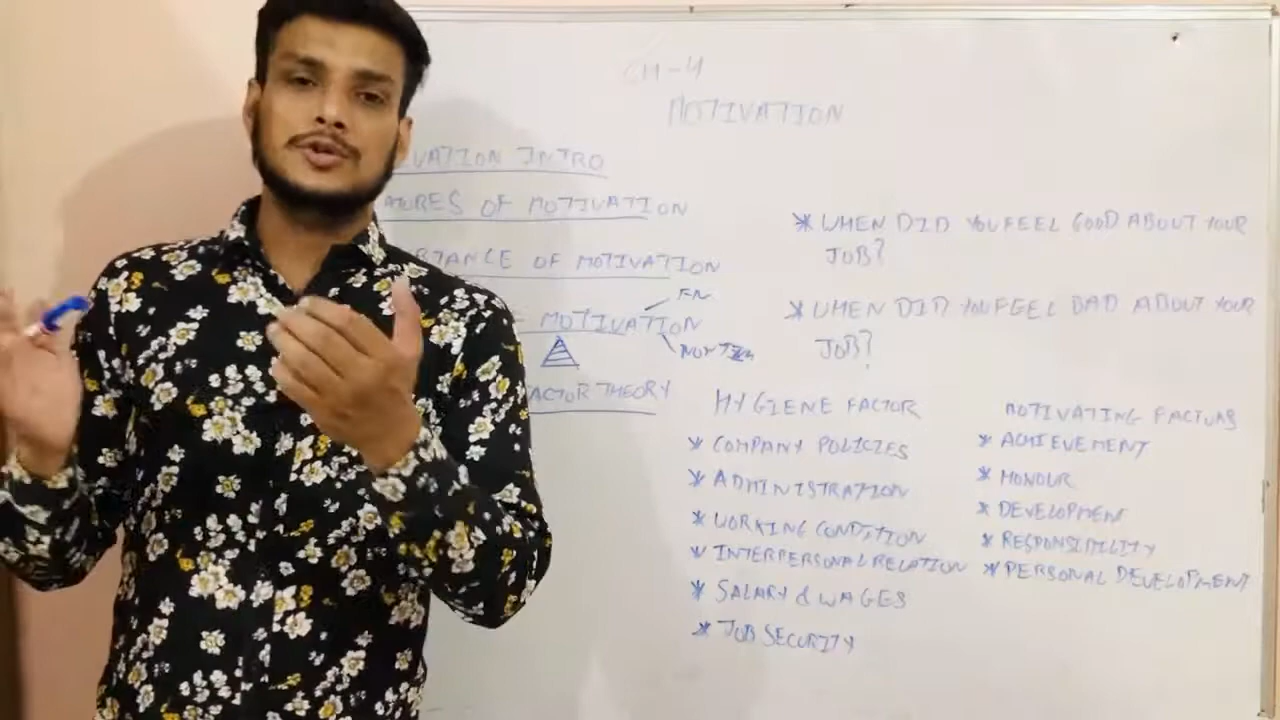 CH-4
MOTIVATION
VATION INTRO
ATURES OF MOTIVATION
RTANCE OF MOTIVATION
MOTIVATION
FN
ACTOR THEORY
* WHEN DID YOU FEEL GOOD ABOUT YOUR
JOB?
* WHEN DID YOU FEEL BAD ABOUT YOUR
JOB?
HYGIENE FACTOR
* COMPANY POLICIES
* ADMINISTRATION
* WORKING CONDITION
* INTERPERSONAL RELATION
* SALARY & WAGES
* JOB SECURITY
MOTIVATING FACTORS
* ACHIEVEMENT
* HONOUR
* DEVELOPMENT
* RESPONSIBILITY
* PERSONAL DEVELOPMENT